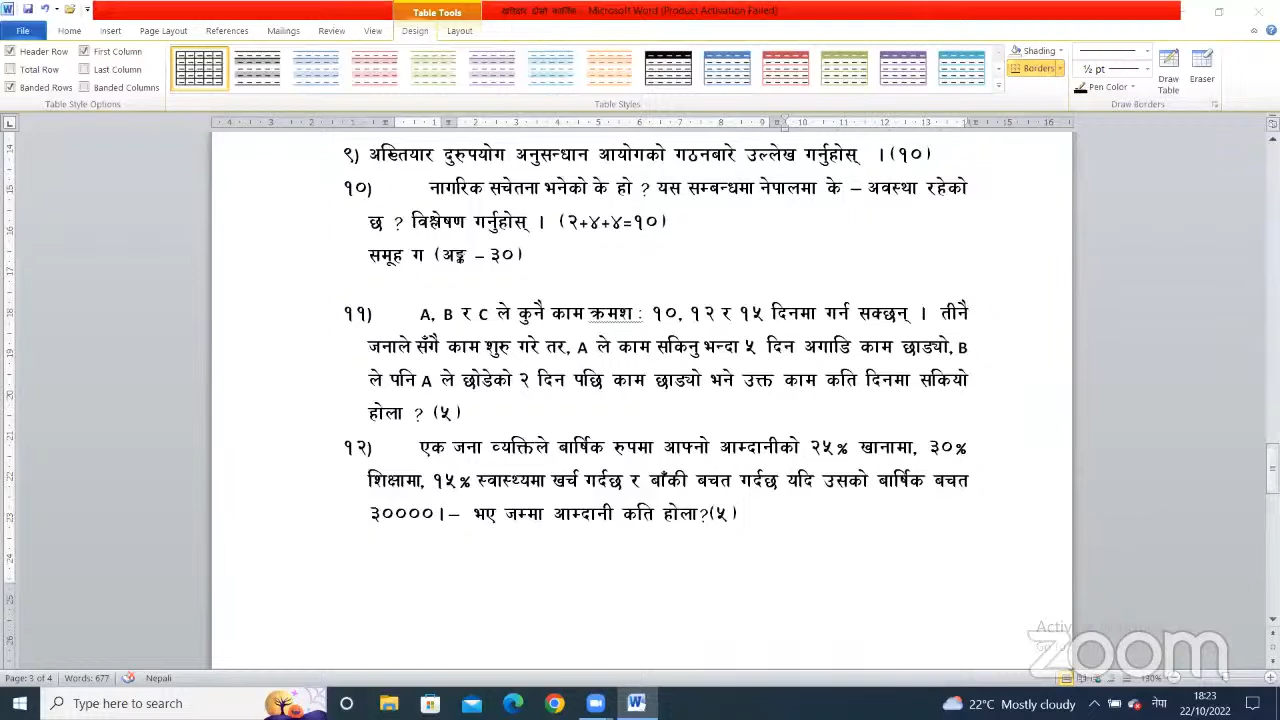 Table Tools
Microsoft Word (Product Activation Failed)
File Home Insert Page Layout References Mailings Review View Design Layout
Header Row First Column
Last Column
Banded Rows Banded Columns
Table Style Options
Table Styles
Shading
Borders
½ pt
Pen Color
Draw Table
Eraser
Draw Borders
९) अख्तियार दुरुपयोग अनुसन्धान आयोगको गठनबारे उल्लेख गर्नुहोस् । (१०)
१०) नागरिक सचेतना भनेको के हो ? यस सम्बन्धमा नेपालमा के – अवस्था रहेको
छ ? विश्लेषण गर्नुहोस् । (२+४+४=१०)
समूह ग (अङ्क – ३०)
११) A, B र C ले कुनै काम क्रमश: १०, १२ र १५ दिनमा गर्न सक्छन् । तीनै
जनाले सँगै काम शुरु गरे तर, A ले काम सकिनु भन्दा ५ दिन अगाडि काम छाड्यो, B
ले पनि A ले छोडेको २ दिन पछि काम छाड्यो भने उक्त काम कति दिनमा सकियो
होला ? (५)
१२) एक जना व्यक्तिले बार्षिक रुपमा आफ्नो आम्दानीको २५% खानामा, ३०%
शिक्षामा, १५% स्वास्थ्यमा खर्च गर्दछ र बाँकी बचत गर्दछ यदि उसको बार्षिक बचत
३००००।– भए जम्मा आम्दानी कति होला?(५)
zoom
Page: 3 of 4 Words: 677 Nepali 130%
Type here to search
22°C Mostly cloudy
नेपा
18:23
22/10/2022